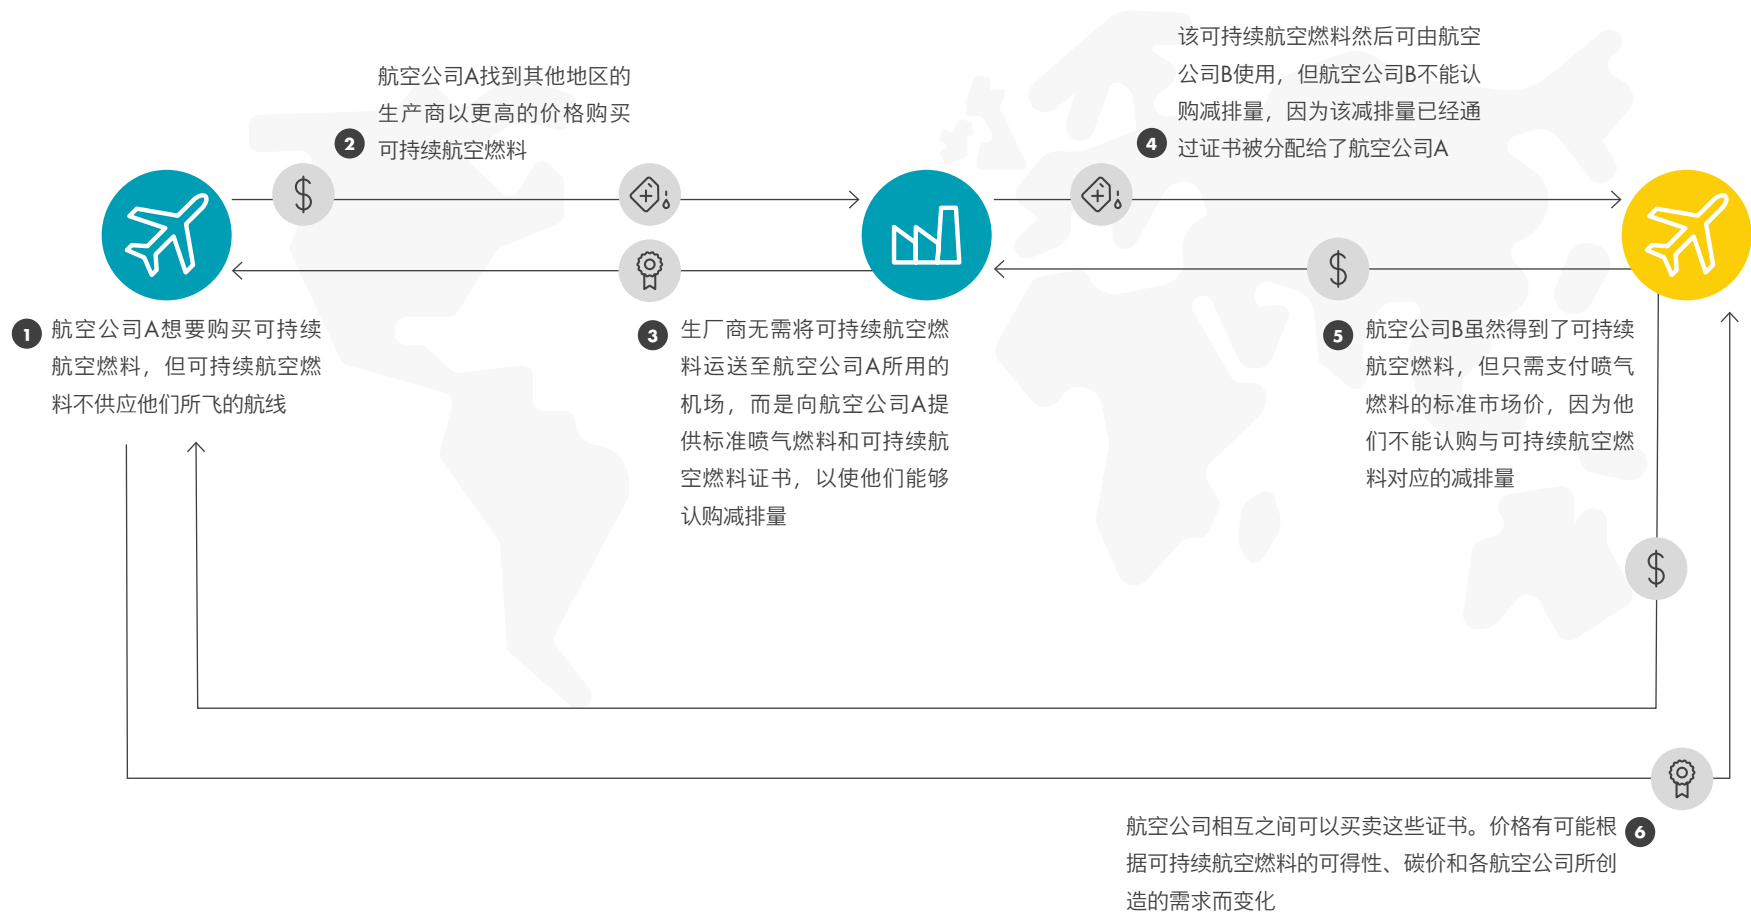 1
航空公司A想要购买可持续
航空燃料，但可持续航空燃
料不供应他们所飞的航线
2
航空公司A找到其他地区的
生产商以更高的价格购买
可持续航空燃料
$
3
生厂商无需将可持续航空燃
料运送至航空公司A所用的
机场，而是向航空公司A提
供标准喷气燃料和可持续航
空燃料证书，以使他们能够
认购减排量
4
该可持续航空燃料然后可由航空
公司B使用，但航空公司B不能认
购减排量，因为该减排量已经通
过证书被分配给了航空公司A
$
5
航空公司B虽然得到了可持续
航空燃料，但只需支付喷气
燃料的标准市场价，因为他
们不能认购与可持续航空燃
料对应的减排量
$
6
航空公司相互之间可以买卖这些证书。价格有可能根
据可持续航空燃料的可得性、碳价和各航空公司所创
造的需求而变化